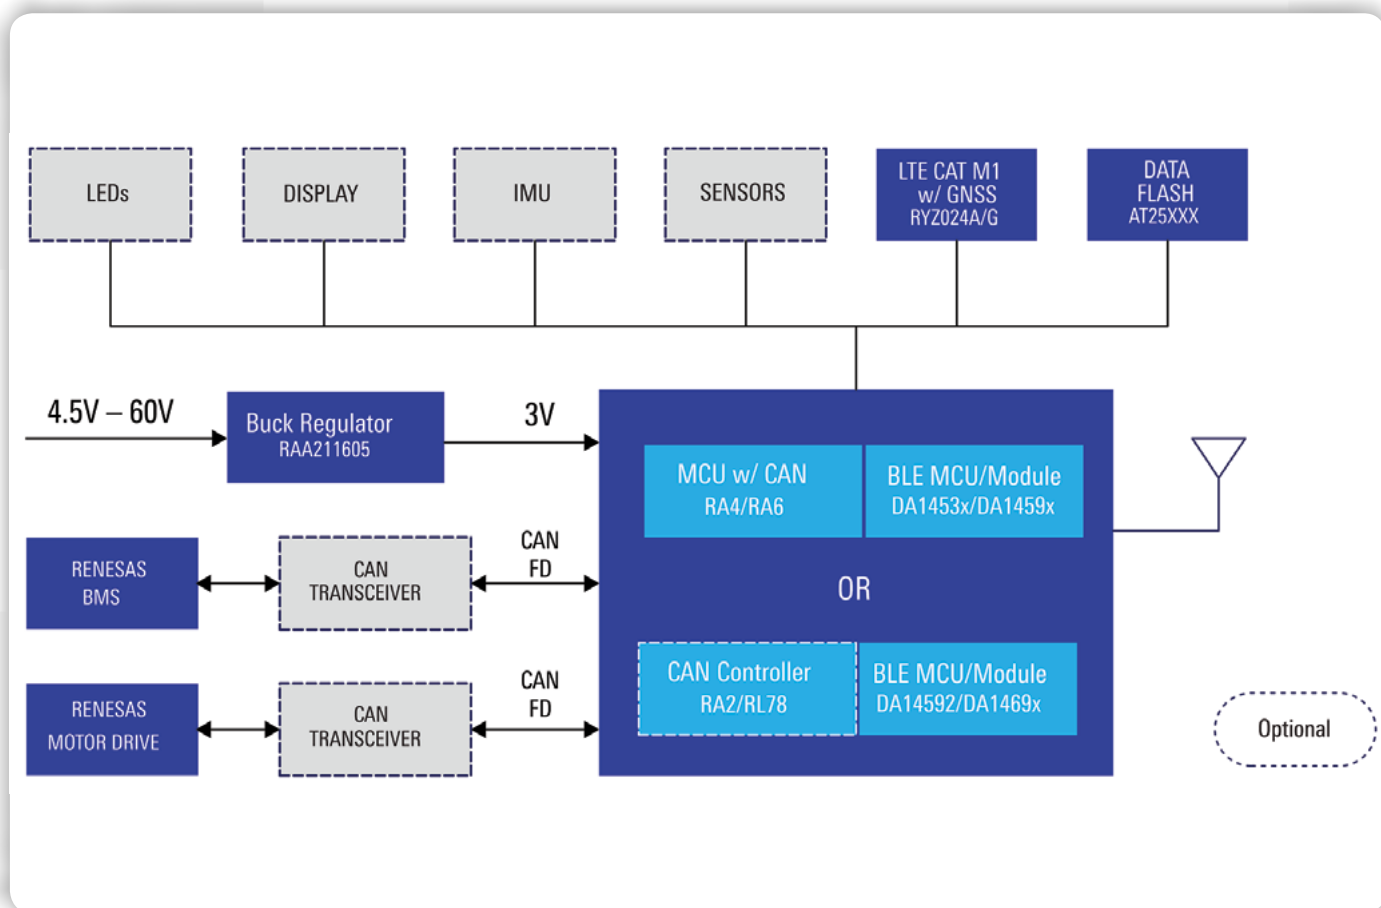 LEDs
DISPLAY
IMU
SENSORS
LTE CAT M1
w/ GNSS
RYZ024A/G
DATA
FLASH
AT25XXX
4.5V – 60V
Buck Regulator
RAA211605
3V
MCU w/ CAN
RA4/RA6
BLE MCU/Module
DA1453x/DA1459x
RENESAS
BMS
CAN
TRANSCEIVER
CAN
FD
OR
CAN Controller
RA2/RL78
BLE MCU/Module
DA14592/DA1469x
RENESAS
MOTOR DRIVE
CAN
TRANSCEIVER
CAN
FD
Optional